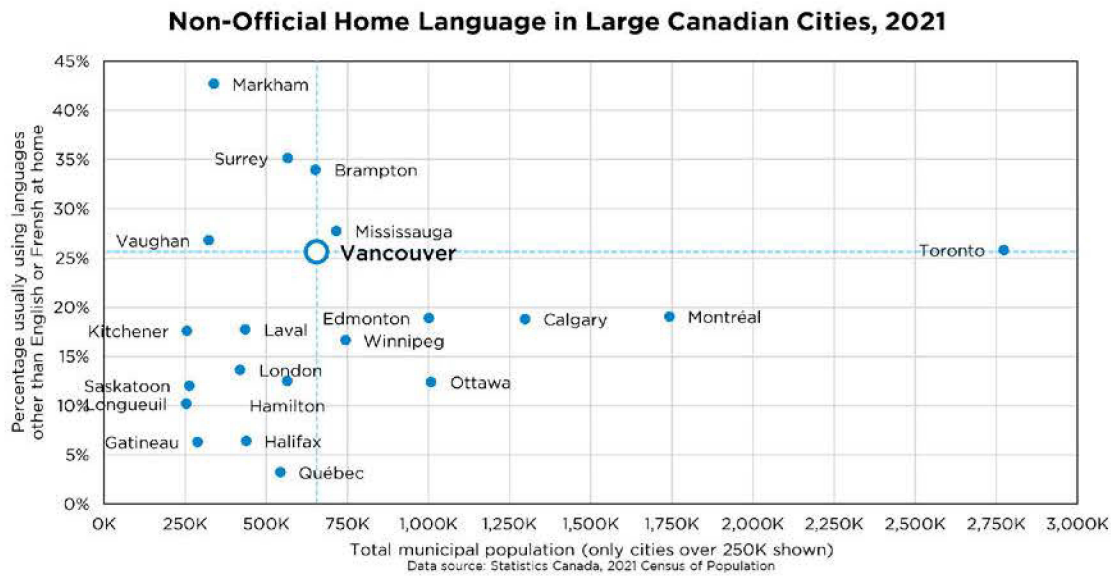 Non-Official Home Language in Large Canadian Cities, 2021
Percentage usually using languages
other than English or Frensh at home
45%
40%
35%
30%
25%
20%
15%
10%
5%
0%
Markham
Surrey
Brampton
Vaughan
Mississauga
Vancouver
Toronto
Kitchener
Laval
Edmonton
Calgary
Montréal
Winnipeg
London
Saskatoon
Ottawa
Longueuil
Hamilton
Gatineau
Halifax
Québec
0K 250K 500K 750K 1,000K 1,250K 1,500K 1,750K 2,000K 2,250K 2,500K 2,750K 3,000K
Total municipal population (only cities over 250K shown)
Data source: Statistics Canada, 2021 Census of Population